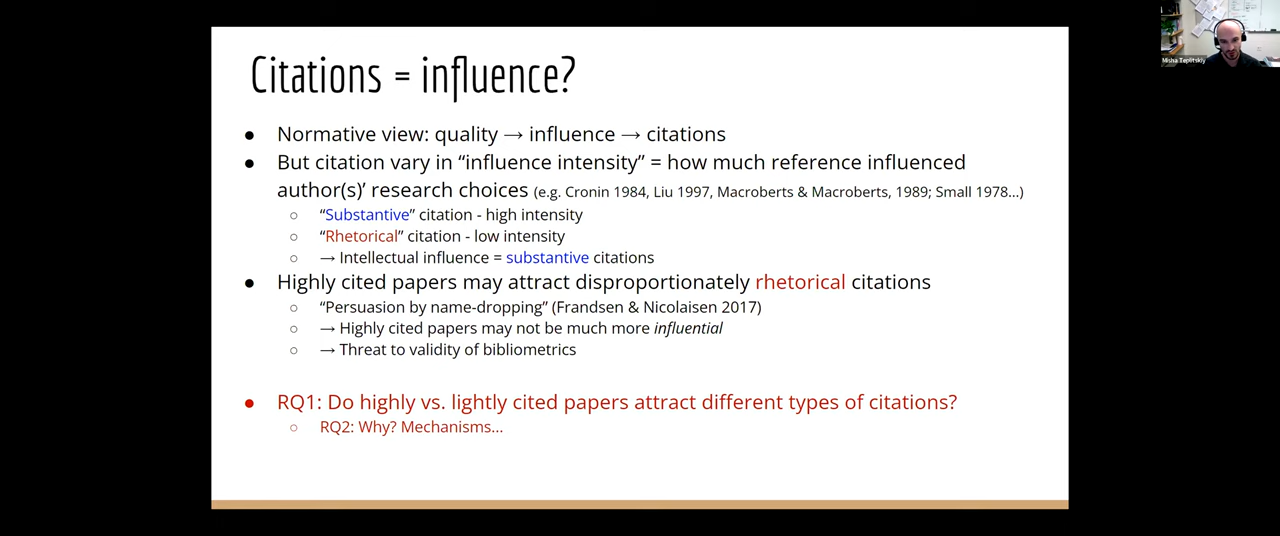 Citations = influence?
● Normative view: quality → influence → citations
● But citation vary in “influence intensity” = how much reference influenced
author(s)’ research choices (e.g. Cronin 1984, Liu 1997, Macroberts & Macroberts, 1989; Small 1978…)
○ “Substantive” citation - high intensity
○ “Rhetorical” citation - low intensity
○ → Intellectual influence = substantive citations
● Highly cited papers may attract disproportionately rhetorical citations
○ “Persuasion by name-dropping” (Frandsen & Nicolaisen 2017)
○ → Highly cited papers may not be much more influential
○ → Threat to validity of bibliometrics
● RQ1: Do highly vs. lightly cited papers attract different types of citations?
○ RQ2: Why? Mechanisms...
Misha Teplitskiy